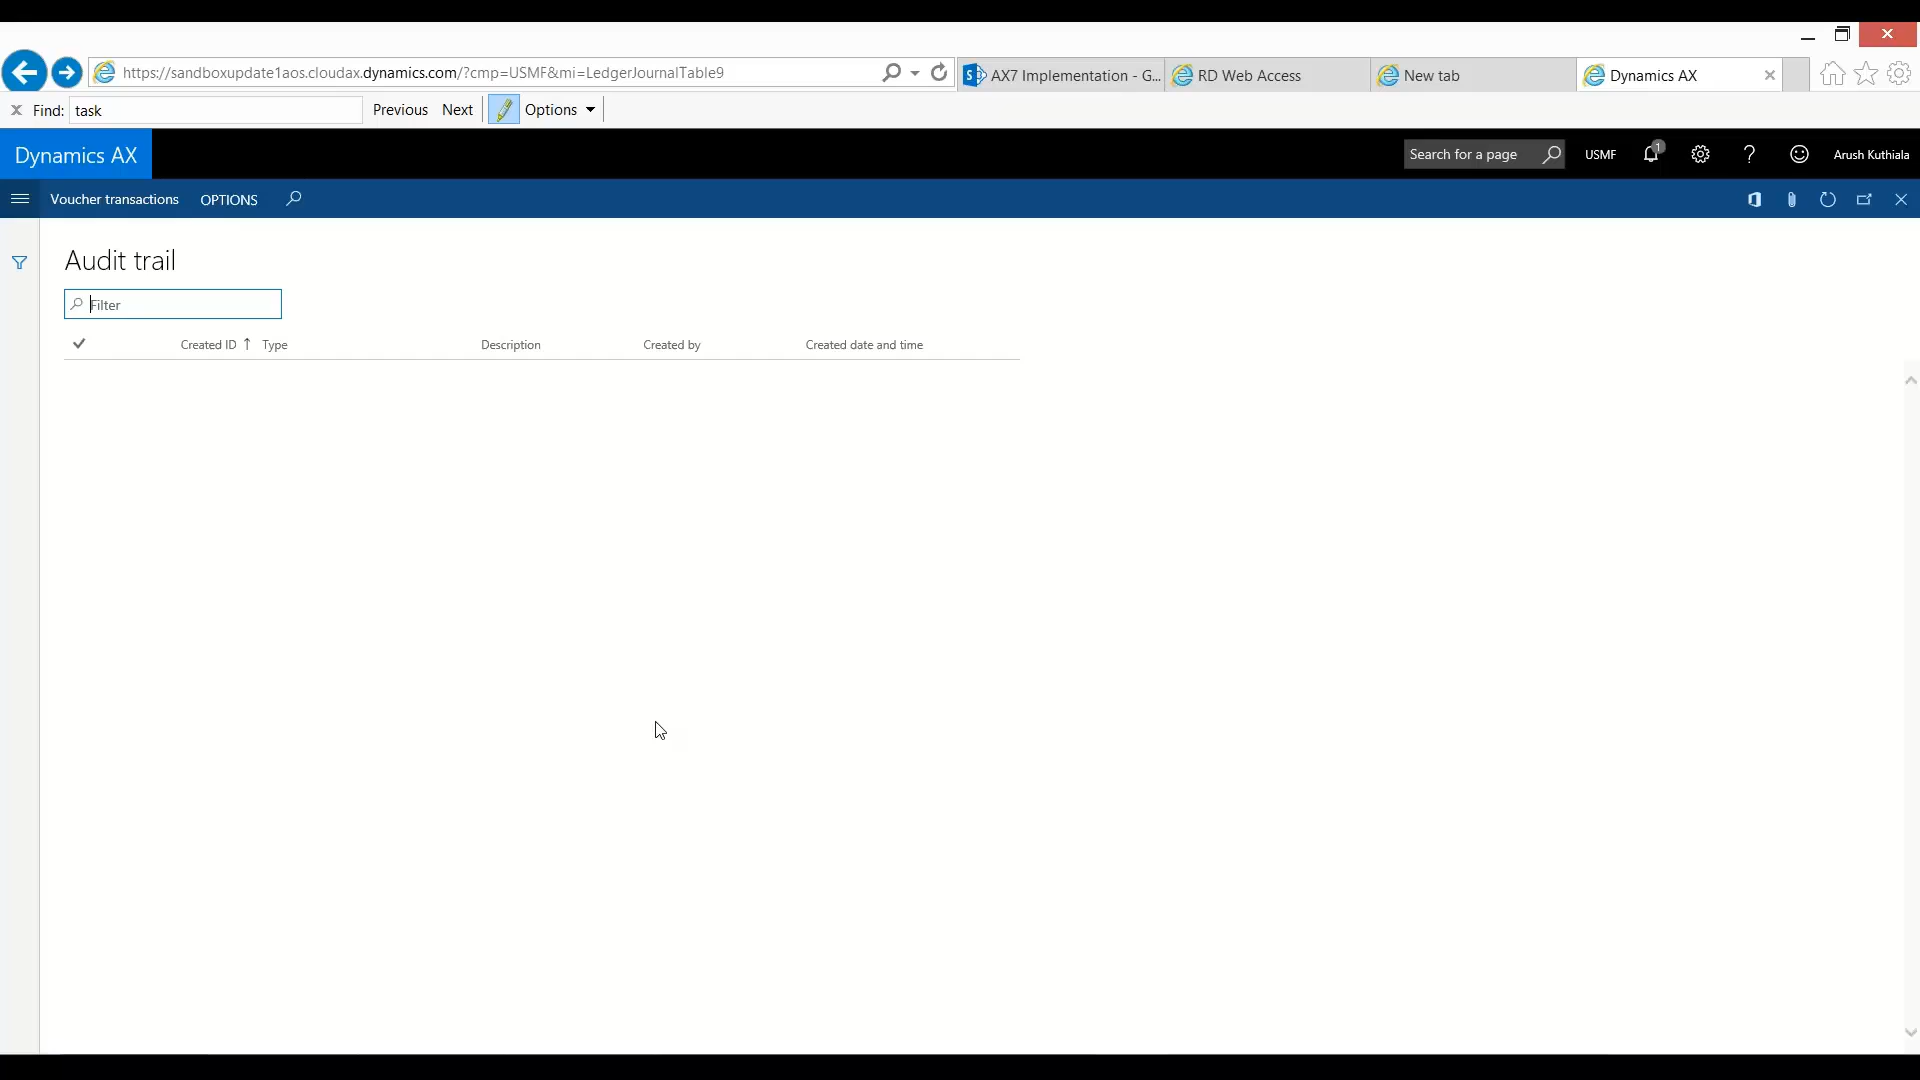 https://sandboxupdate1aos.cloudax.dynamics.com/?cmp=USMF&mi=LedgerJournalTable9
AX7 Implementation - G...
RD Web Access
New tab
Dynamics AX
x Find: task Previous Next Options
Dynamics AX
Search for a page
USMF
1
?
Arush Kuthiala
Voucher transactions OPTIONS
Audit trail
Filter
Created ID Type Description Created by Created date and time